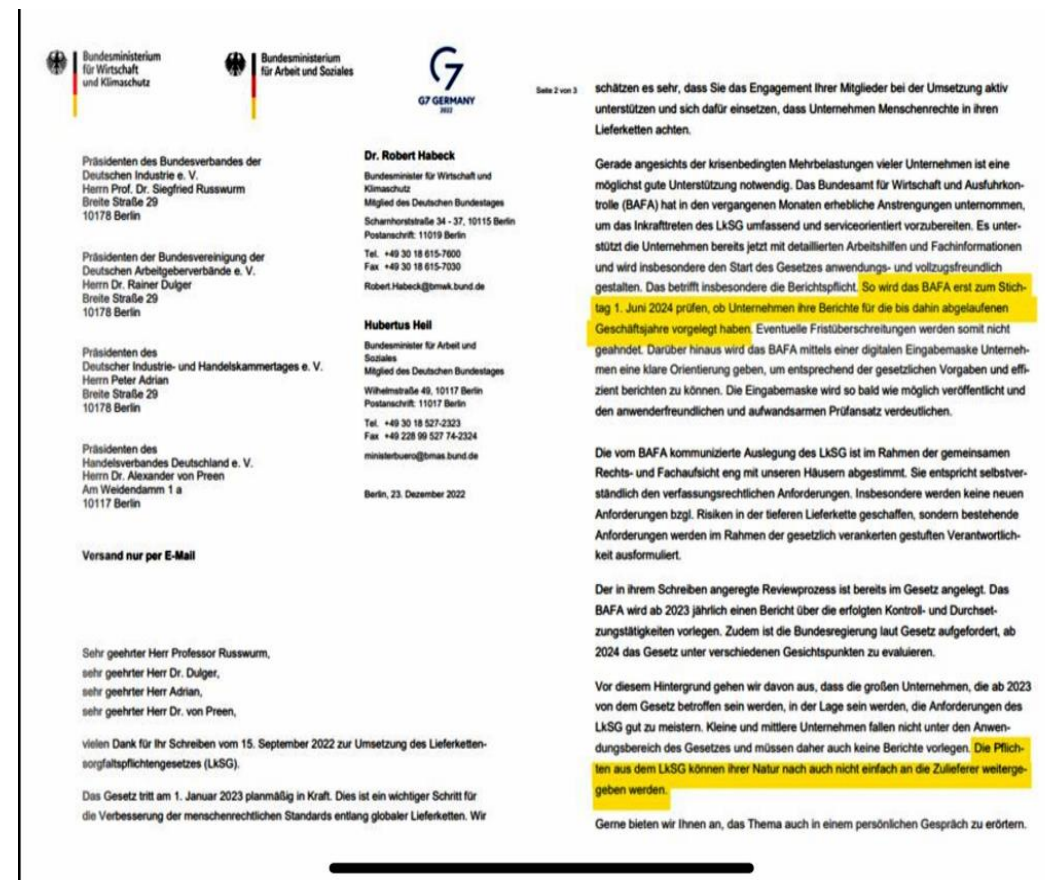 Bundesministerium
für Wirtschaft
und Klimaschutz
Bundesministerium
für Arbeit und Soziales
G7
G7 GERMANY
2022
Präsidenten des Bundesverbandes der
Deutschen Industrie e. V.
Herrn Prof. Dr. Siegfried Russwurm
Breite Straße 29
10178 Berlin
Präsidenten der Bundesvereinigung der
Deutschen Arbeitgeberverbände e. V.
Herrn Dr. Rainer Dulger
Breite Straße 29
10178 Berlin
Präsidenten des
Deutscher Industrie- und Handelskammertages e. V.
Herrn Peter Adrian
Breite Straße 29
10178 Berlin
Präsidenten des
Handelsverbandes Deutschland e. V.
Herrn Dr. Alexander von Preen
Am Weidendamm 1 a
10117 Berlin
Versand nur per E-Mail
Dr. Robert Habeck
Bundesminister für Wirtschaft und
Klimaschutz
Mitglied des Deutschen Bundestages
Scharnhorststraße 34 - 37, 10115 Berlin
Postanschrift: 11019 Berlin
Tel. +49 30 18 615-7600
Fax +49 30 18 615-7030
Robert.Habeck@bmwk.bund.de
Hubertus Heil
Bundesminister für Arbeit und
Soziales
Mitglied des Deutschen Bundestages
Wilhelmstraße 49, 10117 Berlin
Postanschrift: 11017 Berlin
Tel. +49 30 18 527-2323
Fax +49 228 99 527 74-2324
ministerbuero@bmas.bund.de
Berlin, 23. Dezember 2022
Sehr geehrter Herr Professor Russwurm,
sehr geehrter Herr Dr. Dulger,
sehr geehrter Herr Adrian,
sehr geehrter Herr Dr. von Preen,
vielen Dank für Ihr Schreiben vom 15. September 2022 zur Umsetzung des Lieferketten-
sorgfaltspflichtengesetzes (LkSG).
Das Gesetz tritt am 1. Januar 2023 planmäßig in Kraft. Dies ist ein wichtiger Schritt für
die Verbesserung der menschenrechtlichen Standards entlang globaler Lieferketten. Wir
Seite 2 von 3
schätzen es sehr, dass Sie das Engagement Ihrer Mitglieder bei der Umsetzung aktiv
unterstützen und sich dafür einsetzen, dass Unternehmen Menschenrechte in ihren
Lieferketten achten.
Gerade angesichts der krisenbedingten Mehrbelastungen vieler Unternehmen ist eine
möglichst gute Unterstützung notwendig. Das Bundesamt für Wirtschaft und Ausfuhrkon-
trolle (BAFA) hat in den vergangenen Monaten erhebliche Anstrengungen unternommen,
um das Inkrafttreten des LkSG umfassend und serviceorientiert vorzubereiten. Es unter-
stützt die Unternehmen bereits jetzt mit detaillierten Arbeitshilfen und Fachinformationen
und wird insbesondere den Start des Gesetzes anwendungs- und vollzugsfreundlich
gestalten. Das betrifft insbesondere die Berichtspflicht. So wird das BAFA erst zum Stich-
tag 1. Juni 2024 prüfen, ob Unternehmen ihre Berichte für die bis dahin abgelaufenen
Geschäftsjahre vorgelegt haben. Eventuelle Fristüberschreitungen werden somit nicht
geahndet. Darüber hinaus wird das BAFA mittels einer digitalen Eingabemaske Unterneh-
men eine klare Orientierung geben, um entsprechend der gesetzlichen Vorgaben und effi-
zient berichten zu können. Die Eingabemaske wird so bald wie möglich veröffentlicht und
den anwenderfreundlichen und aufwandsarmen Prüfansatz verdeutlichen.
Die vom BAFA kommunizierte Auslegung des LkSG ist im Rahmen der gemeinsamen
Rechts- und Fachaufsicht eng mit unseren Häusern abgestimmt. Sie entspricht selbstver-
ständlich den verfassungsrechtlichen Anforderungen. Insbesondere werden keine neuen
Anforderungen bzgl. Risiken in der tieferen Lieferkette geschaffen, sondern bestehende
Anforderungen werden im Rahmen der gesetzlich verankerten gestuften Verantwortlich-
keit ausformuliert.
Der in ihrem Schreiben angeregte Reviewprozess ist bereits im Gesetz angelegt. Das
BAFA wird ab 2023 jährlich einen Bericht über die erfolgten Kontroll- und Durchset-
zungstätigkeiten vorlegen. Zudem ist die Bundesregierung laut Gesetz aufgefordert, ab
2024 das Gesetz unter verschiedenen Gesichtspunkten zu evaluieren.
Vor diesem Hintergrund gehen wir davon aus, dass die großen Unternehmen, die ab 2023
von dem Gesetz betroffen sein werden, in der Lage sein werden, die Anforderungen des
LkSG gut zu meistern. Kleine und mittlere Unternehmen fallen nicht unter den Anwen-
dungsbereich des Gesetzes und müssen daher auch keine Berichte vorlegen. Die Pflich-
ten aus dem LkSG können ihrer Natur nach auch nicht einfach an die Zulieferer weiterge-
geben werden.
Gerne bieten wir Ihnen an, das Thema auch in einem persönlichen Gespräch zu erörtern.